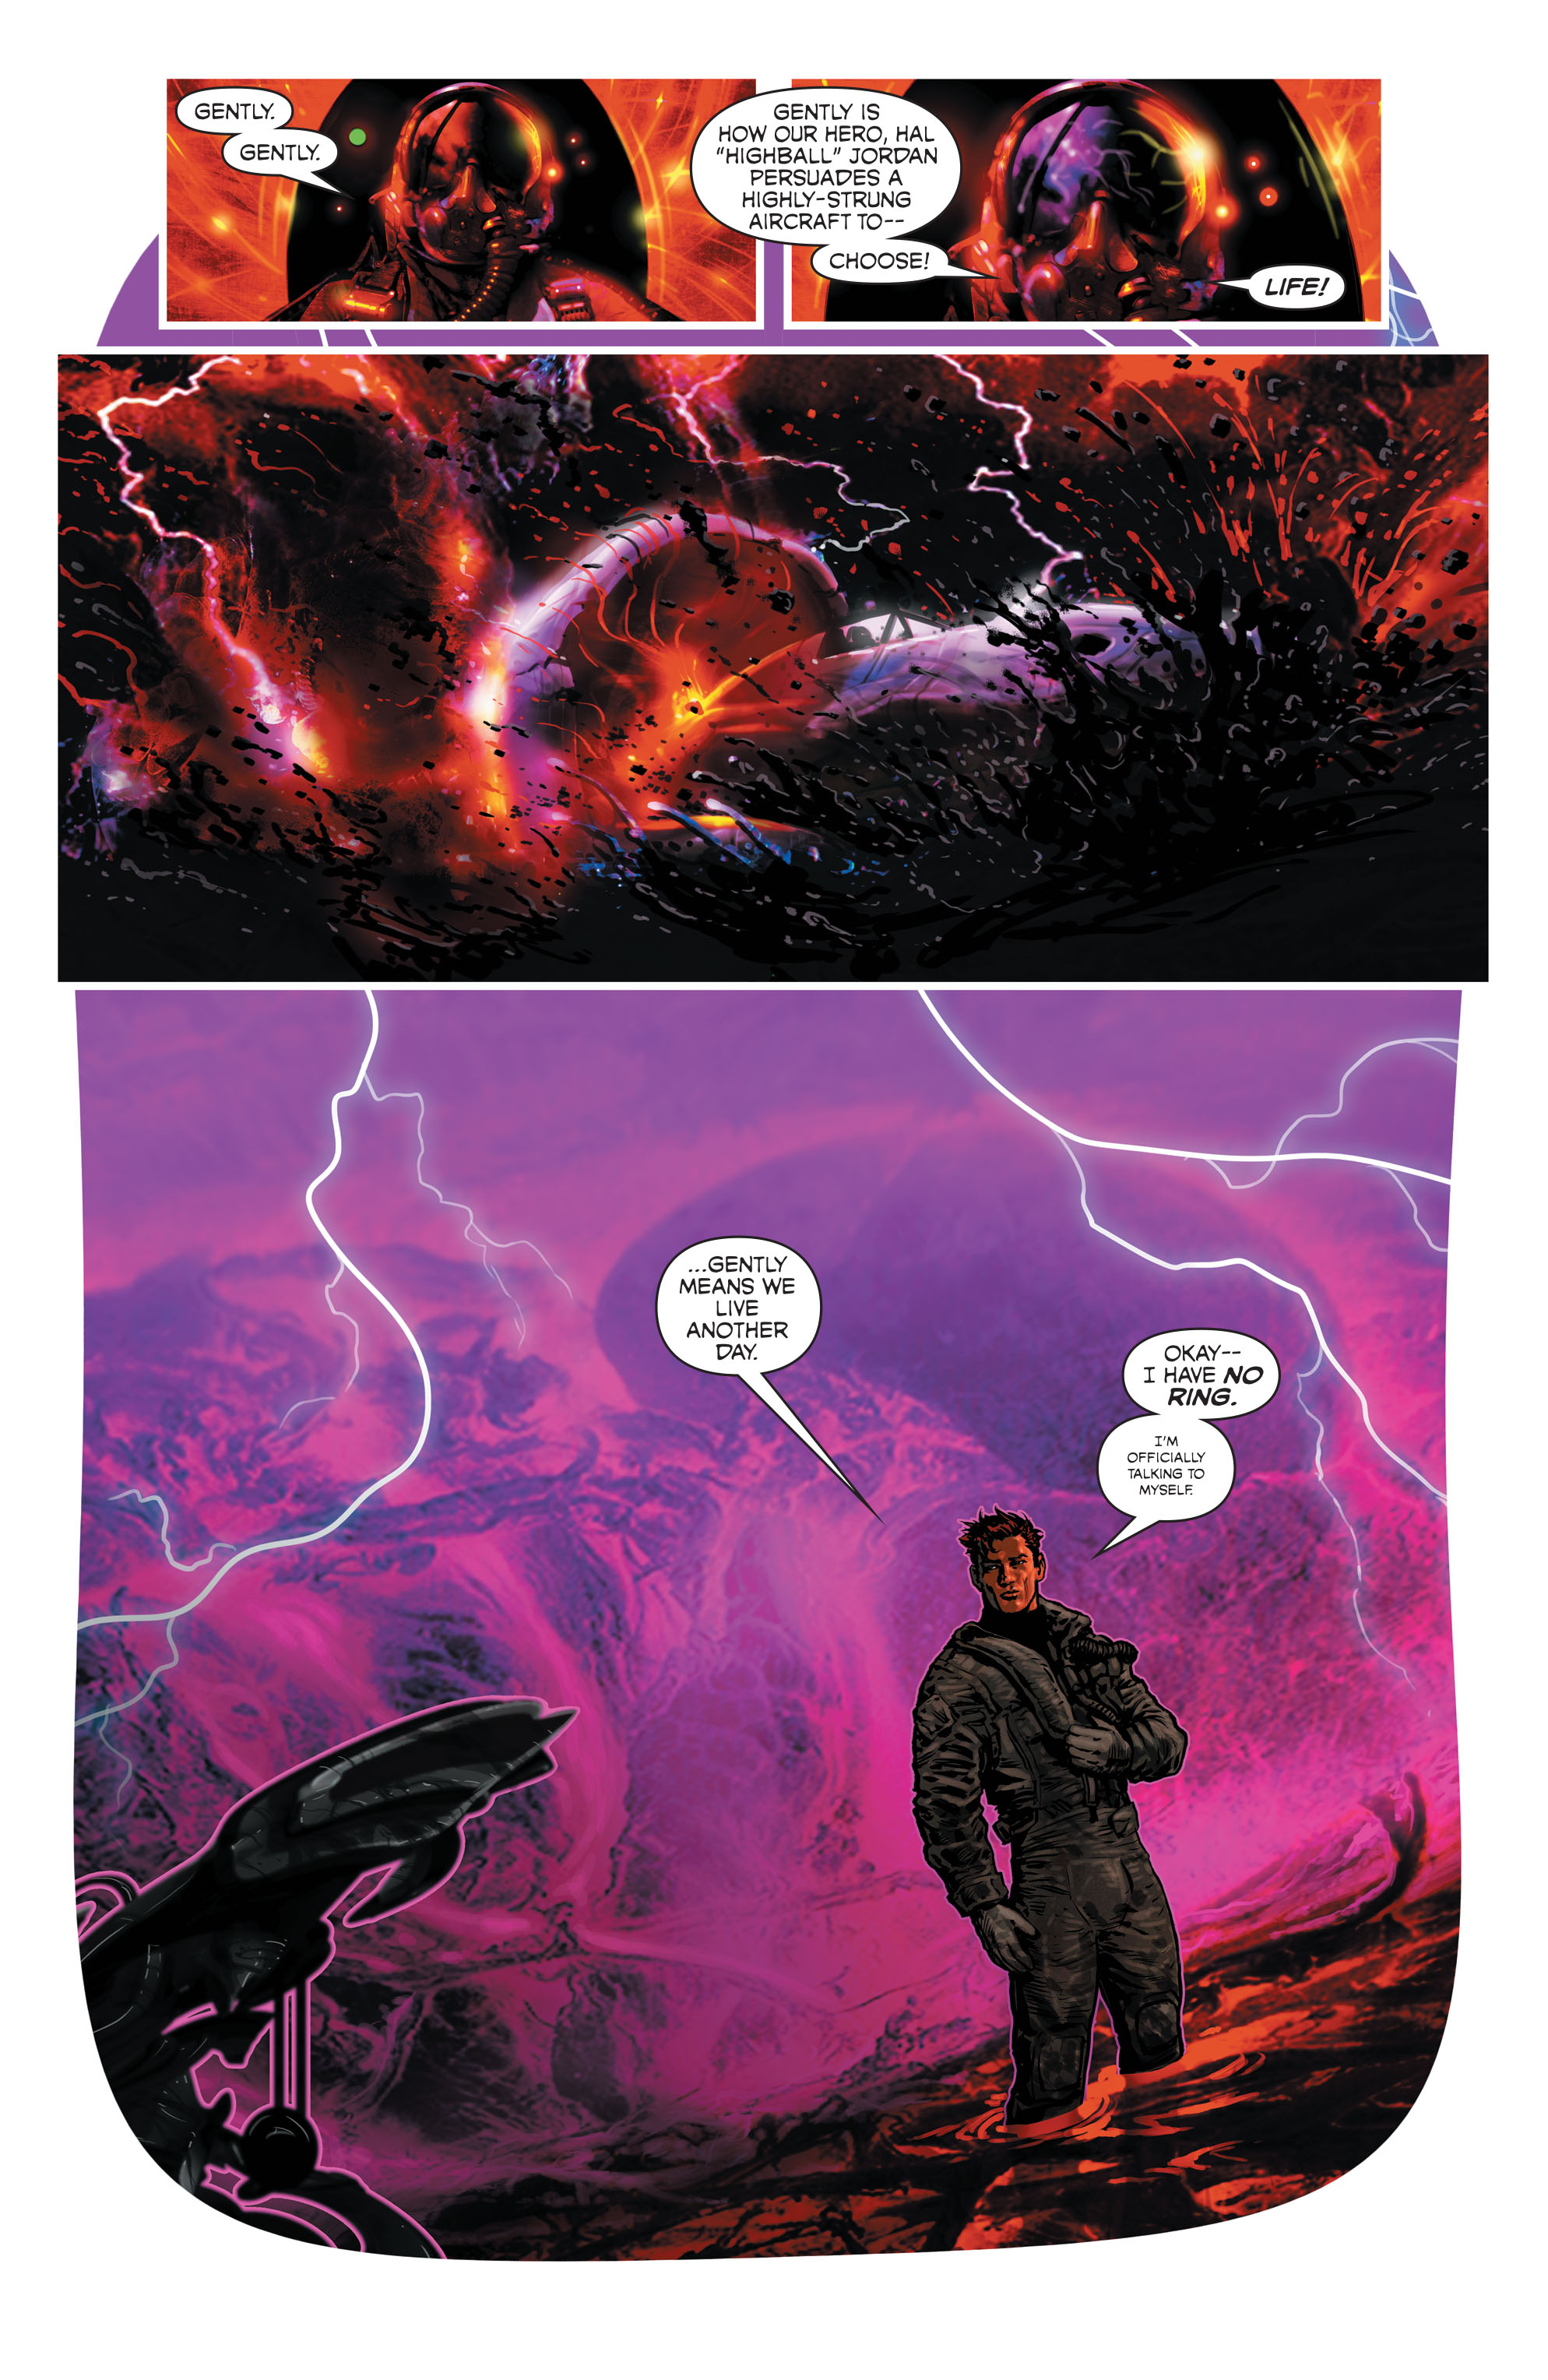 GENTLY.
GENTLY.
GENTLY IS
HOW OUR HERO, HAL
“HIGHBALL” JORDAN
PERSUADES A
HIGHLY-STRUNG
AIRCRAFT TO--
CHOOSE!
LIFE!
...GENTLY
MEANS WE
LIVE
ANOTHER
DAY.
OKAY--
I HAVE NO
RING.
I'M
OFFICIALLY
TALKING TO
MYSELF.